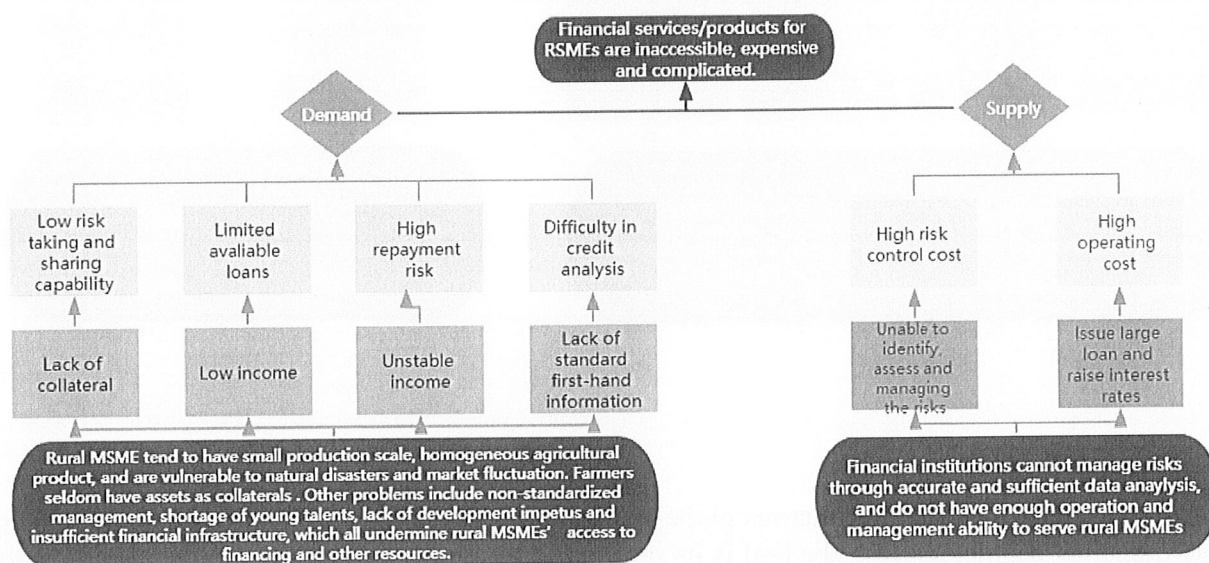 Financial services/products for
RSMEs are inaccessible, expensive
and complicated.
Demand
Supply
Low risk
taking and
sharing
capability
Limited
avaliable
loans
High
repayment
risk
Difficulty in
credit
analysis
High risk
control cost
High
operating
cost
Lack of
collateral
Low income
Unstable
income
Lack of
standard
first-hand
information
Unable to
identify,
assess and
managing
the risks
Issue large
loan and
raise interest
rates
Rural MSME tend to have small production scale, homogeneous agricultural
product, and are vulnerable to natural disasters and market fluctuation. Farmers
seldom have assets as collaterals . Other problems include non-standardized
management, shortage of young talents, lack of development impetus and
insufficient financial infrastructure, which all undermine rural MSMEs' access to
financing and other resources.
Financial institutions cannot manage risks
through accurate and sufficient data anaylysis,
and do not have enough operation and
management ability to serve rural MSMEs